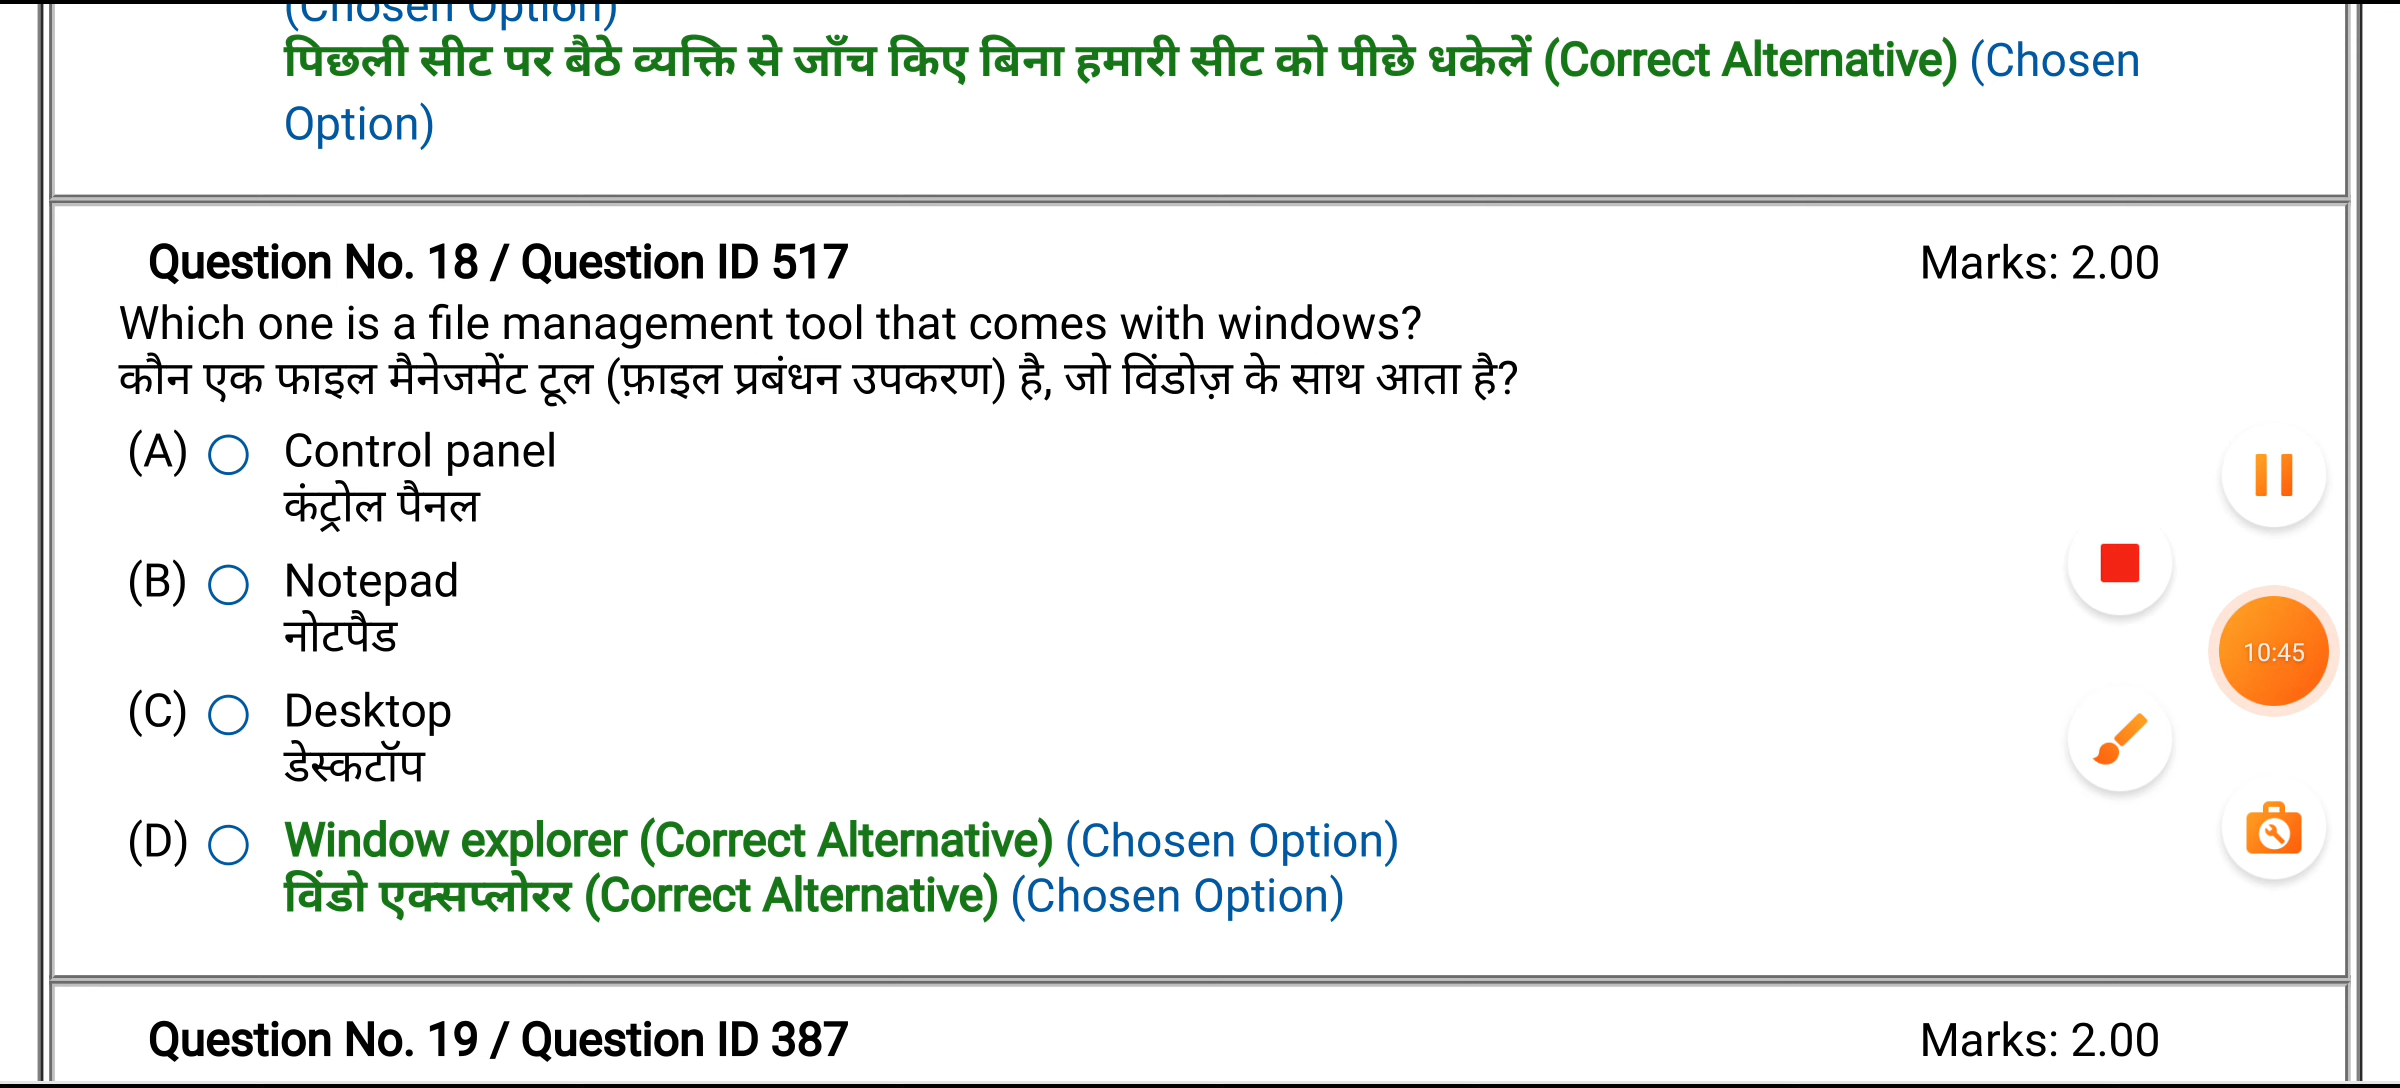 (Chosen Option)
पिछली सीट पर बैठे व्यक्ति से जाँच किए बिना हमारी सीट को पीछे धकेलें (Correct Alternative) (Chosen
Option)
Question No. 18 / Question ID 517
Marks: 2.00
Which one is a file management tool that comes with windows?
कौन एक फाइल मैनेजमेंट टूल (फ़ाइल प्रबंधन उपकरण) है, जो विंडोज़ के साथ आता है?
(A) Control panel
कंट्रोल पैनल
(B) Notepad
नोटपैड
(C) Desktop
डेस्कटॉप
(D) Window explorer (Correct Alternative) (Chosen Option)
विंडो एक्सप्लोरर (Correct Alternative) (Chosen Option)
10:45
Question No. 19 / Question ID 387
Marks: 2.00